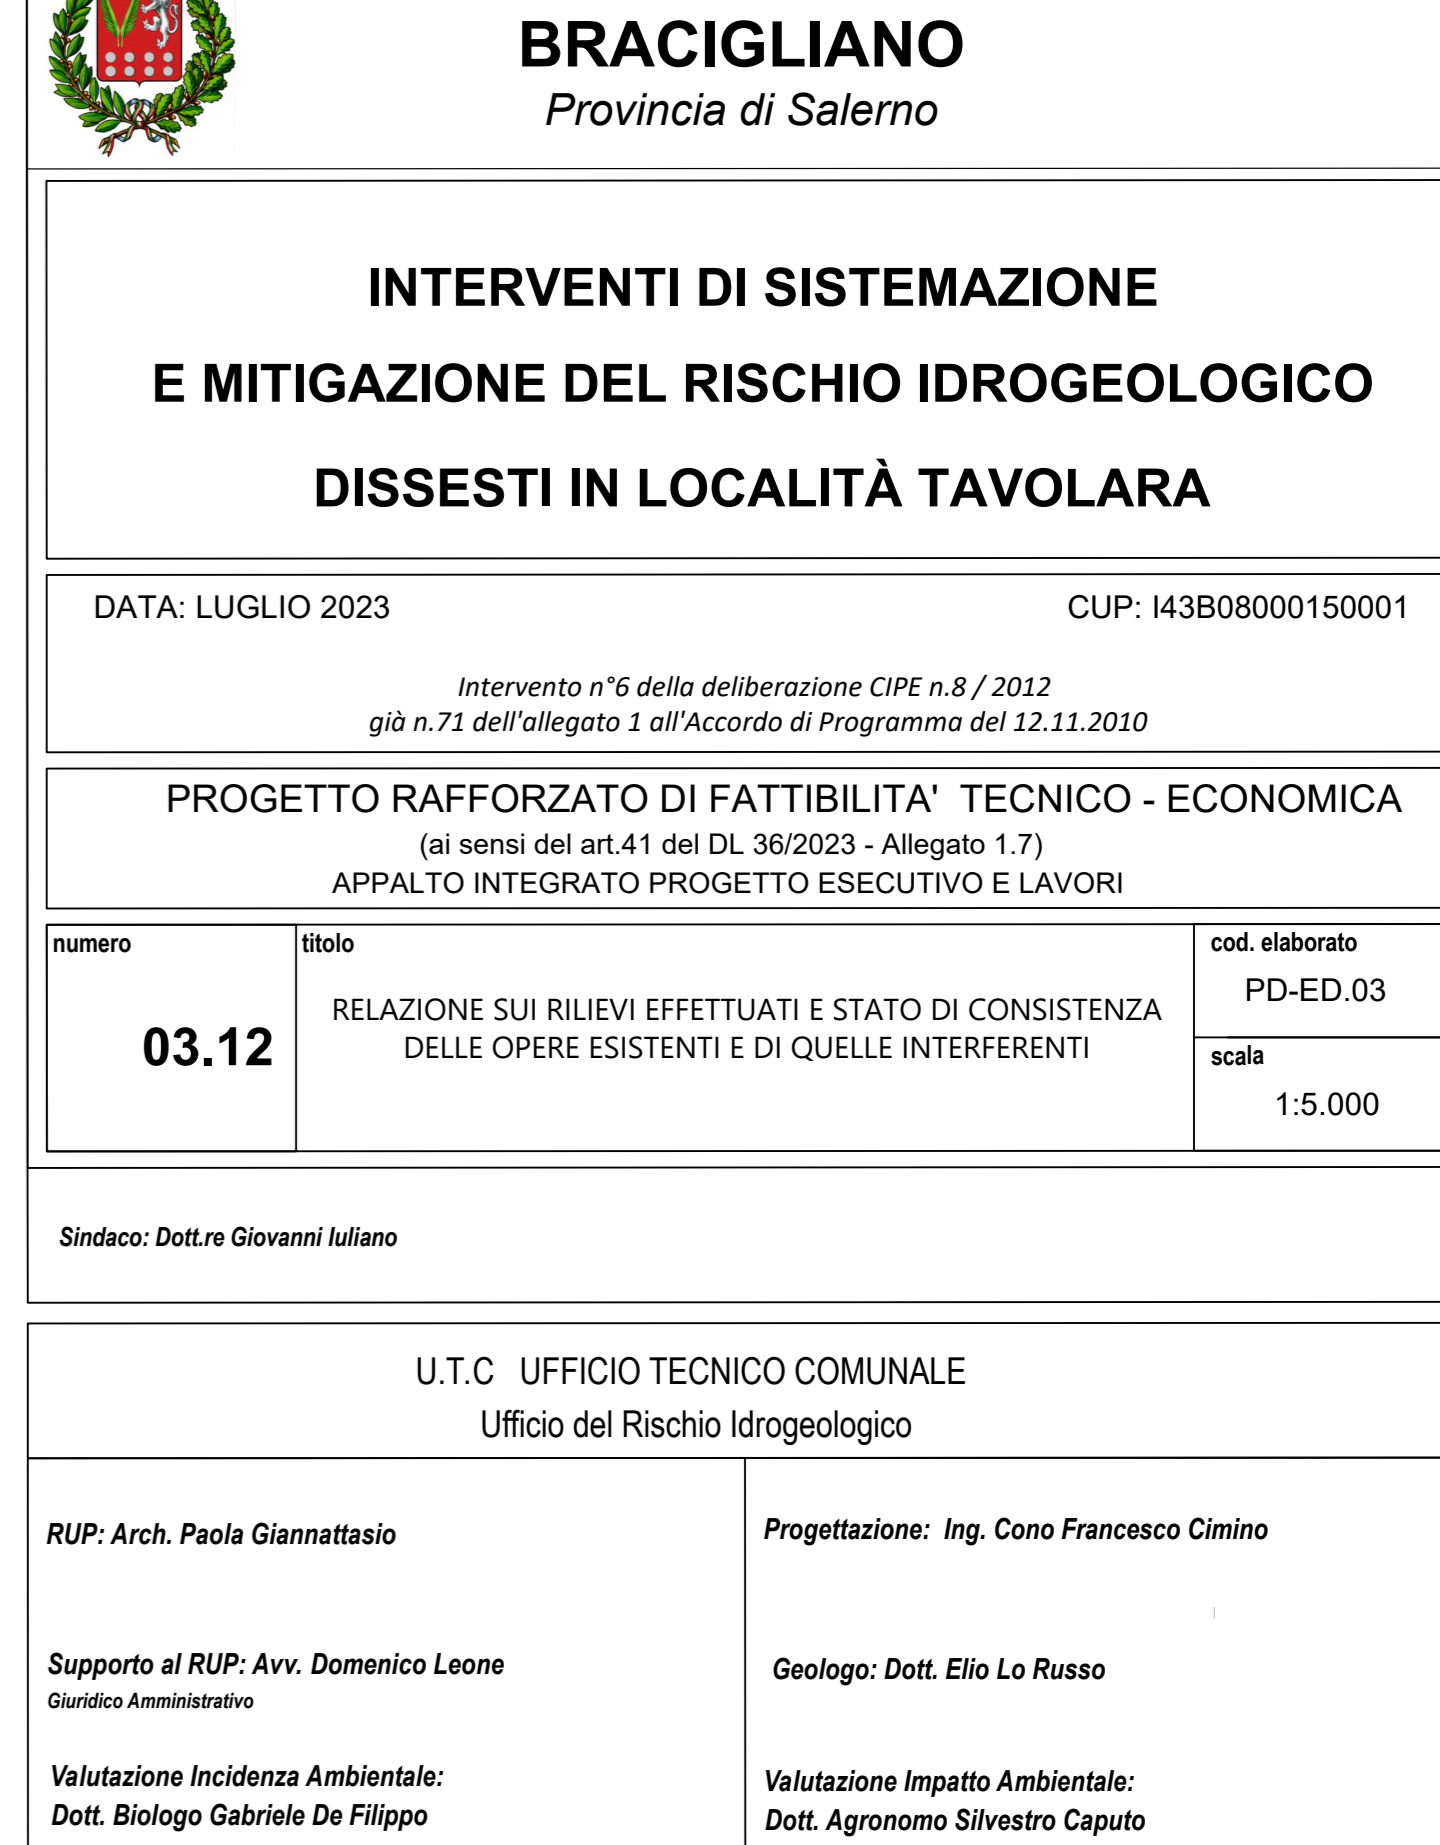 BRACIGLIANO
Provincia di Salerno
INTERVENTI DI SISTEMAZIONE
E MITIGAZIONE DEL RISCHIO IDROGEOLOGICO
DISSESTI IN LOCALITÀ TAVOLARA
DATA: LUGLIO 2023 CUP: I43B08000150001
Intervento n°6 della deliberazione CIPE n.8 / 2012
già n.71 dell'allegato 1 all'Accordo di Programma del 12.11.2010
PROGETTO RAFFORZATO DI FATTIBILITA' TECNICO - ECONOMICA
(ai sensi del art.41 del DL 36/2023 - Allegato 1.7)
APPALTO INTEGRATO PROGETTO ESECUTIVO E LAVORI
numero
03.12
titolo
RELAZIONE SUI RILIEVI EFFETTUATI E STATO DI CONSISTENZA
DELLE OPERE ESISTENTI E DI QUELLE INTERFERENTI
cod. elaborato
PD-ED.03
scala
1:5.000
Sindaco: Dott.re Giovanni Iuliano
U.T.C UFFICIO TECNICO COMUNALE
Ufficio del Rischio Idrogeologico
RUP: Arch. Paola Giannattasio
Supporto al RUP: Avv. Domenico Leone
Giuridico Amministrativo
Valutazione Incidenza Ambientale:
Dott. Biologo Gabriele De Filippo
Progettazione: Ing. Cono Francesco Cimino
Geologo: Dott. Elio Lo Russo
Valutazione Impatto Ambientale:
Dott. Agronomo Silvestro Caputo